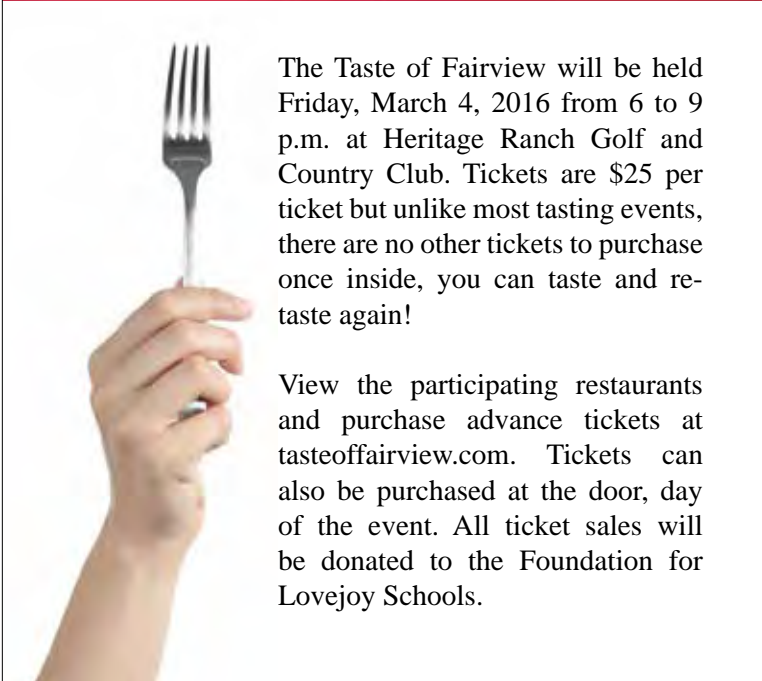 The Taste of Fairview will be held
Friday, March 4, 2016 from 6 to 9
p.m. at Heritage Ranch Golf and
Country Club. Tickets are $25 per
ticket but unlike most tasting events,
there are no other tickets to purchase
once inside, you can taste and re-
taste again!
View the participating restaurants
and purchase advance tickets at
tasteoffairview.com. Tickets can
also be purchased at the door, day
of the event. All ticket sales will
be donated to the Foundation for
Lovejoy Schools.